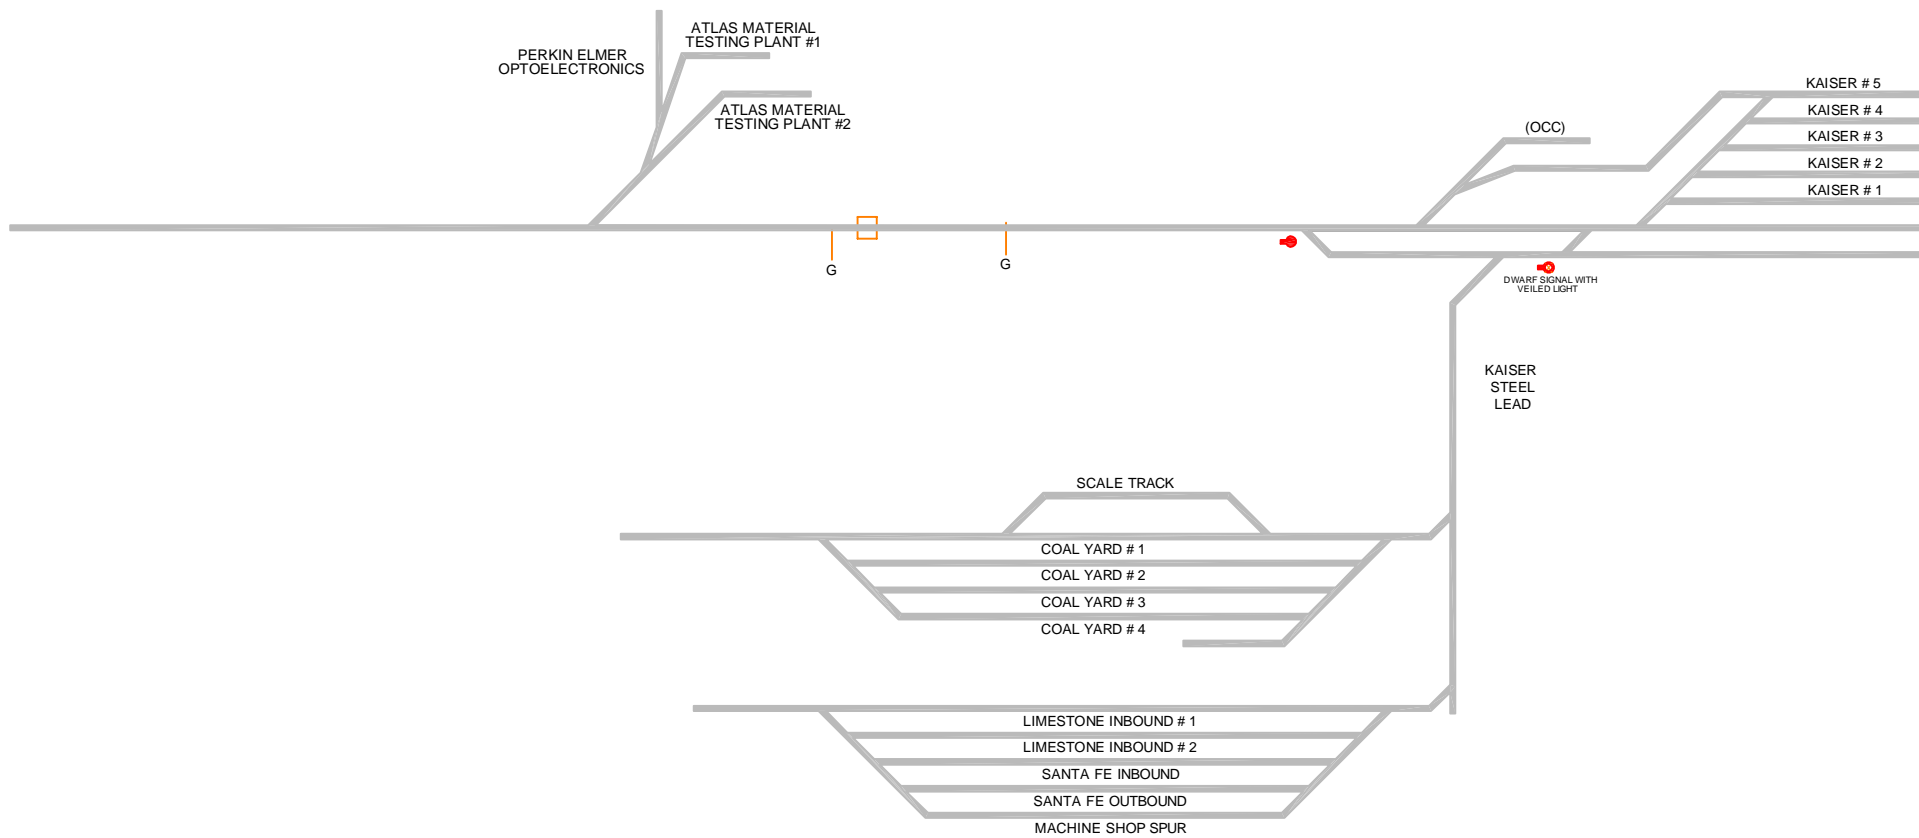 ATLAS MATERIAL
TESTING PLANT #1
PERKIN ELMER
OPTOELECTRONICS
ATLAS MATERIAL
TESTING PLANT #2
(OCC)
KAISER # 5
KAISER # 4
KAISER # 3
KAISER # 2
KAISER # 1
G
G
DWARF SIGNAL WITH
VEILED LIGHT
KAISER
STEEL
LEAD
SCALE TRACK
COAL YARD # 1
COAL YARD # 2
COAL YARD # 3
COAL YARD # 4
LIMESTONE INBOUND # 1
LIMESTONE INBOUND # 2
SANTA FE INBOUND
SANTA FE OUTBOUND
MACHINE SHOP SPUR